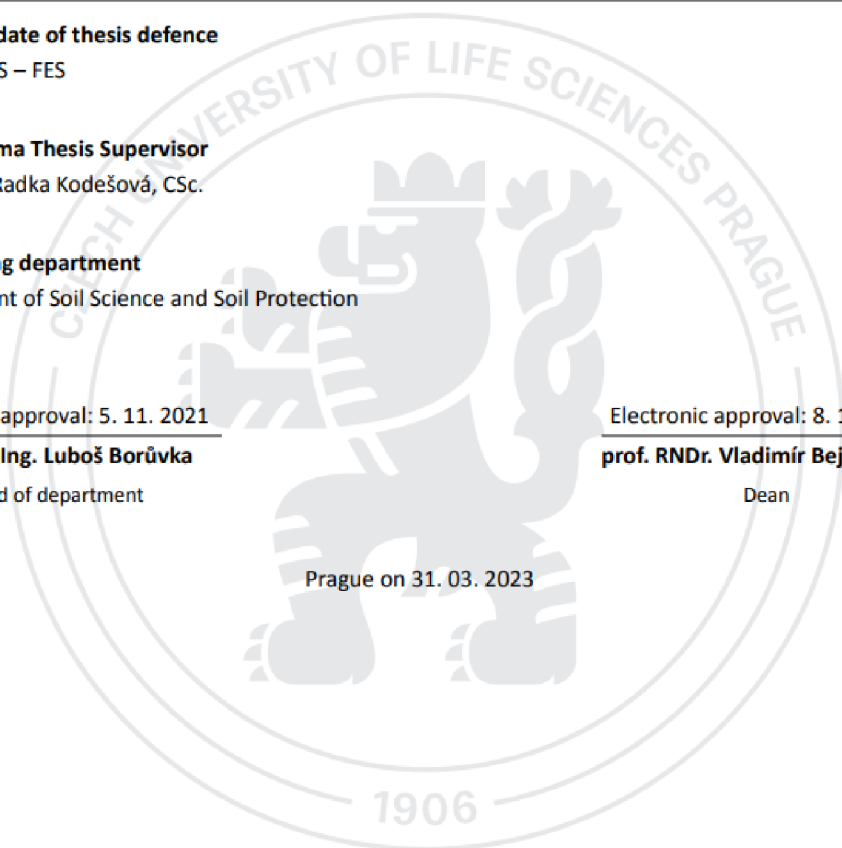 date of thesis defence
S – FES
ma Thesis Supervisor
Radka Kodešová, CSc.
g department
nt of Soil Science and Soil Protection
approval: 5. 11. 2021
Electronic approval: 8. 1
Ing. Luboš Borůvka
prof. RNDr. Vladimír Bej
d of department
Dean
Prague on 31. 03. 2023
CZECH UNIVERSITY OF LIFE SCIENCES PRAGUE
1906